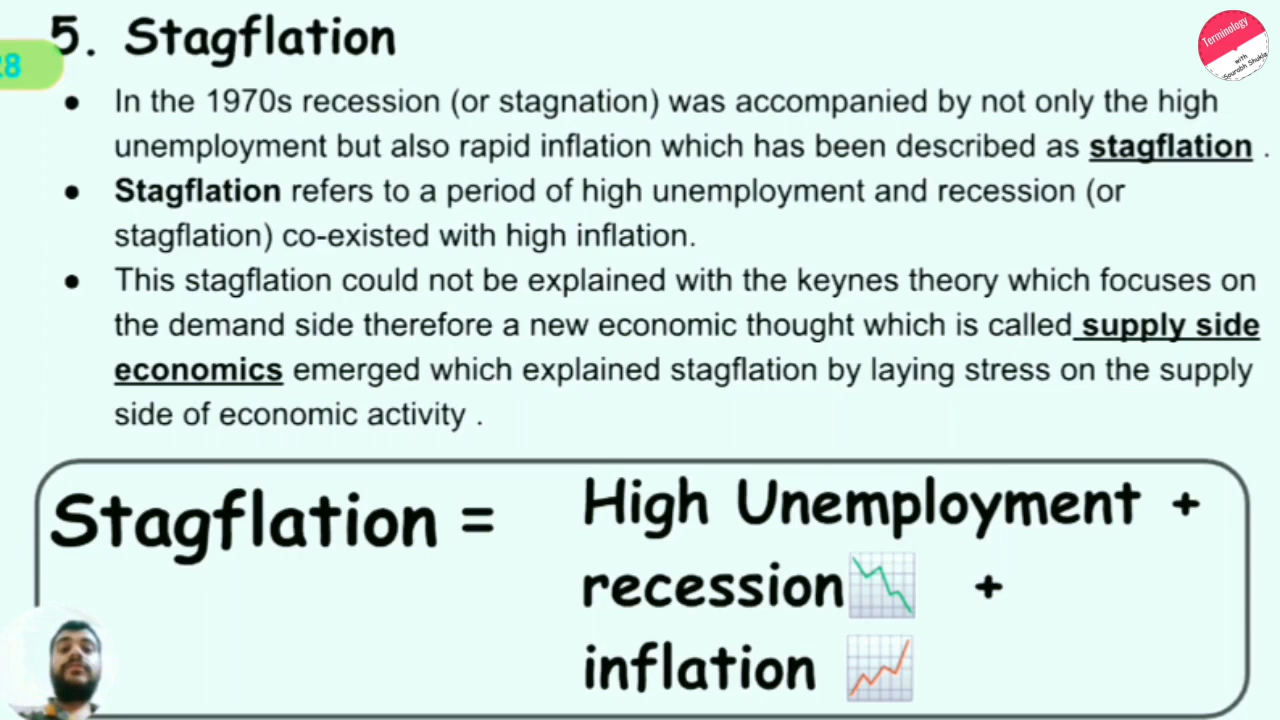 5. Stagflation
28
Terminology
with
Sourabh Shukla
● In the 1970s recession (or stagnation) was accompanied by not only the high
unemployment but also rapid inflation which has been described as stagflation .
● Stagflation refers to a period of high unemployment and recession (or
stagflation) co-existed with high inflation.
● This stagflation could not be explained with the keynes theory which focuses on
the demand side therefore a new economic thought which is called supply side
economics emerged which explained stagflation by laying stress on the supply
side of economic activity .
Stagflation =
High Unemployment +
recession +
inflation